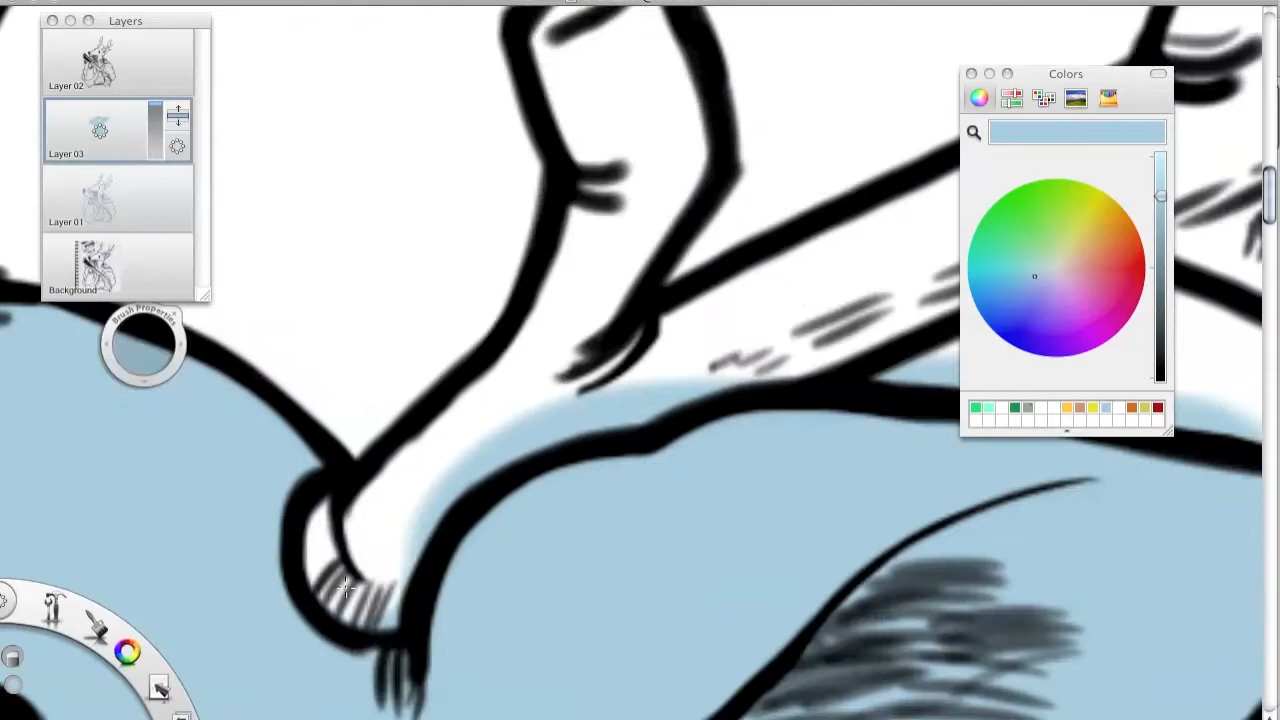 Layers
Layer 02
Layer 03
Layer 01
Background
Brush Properties
Colors